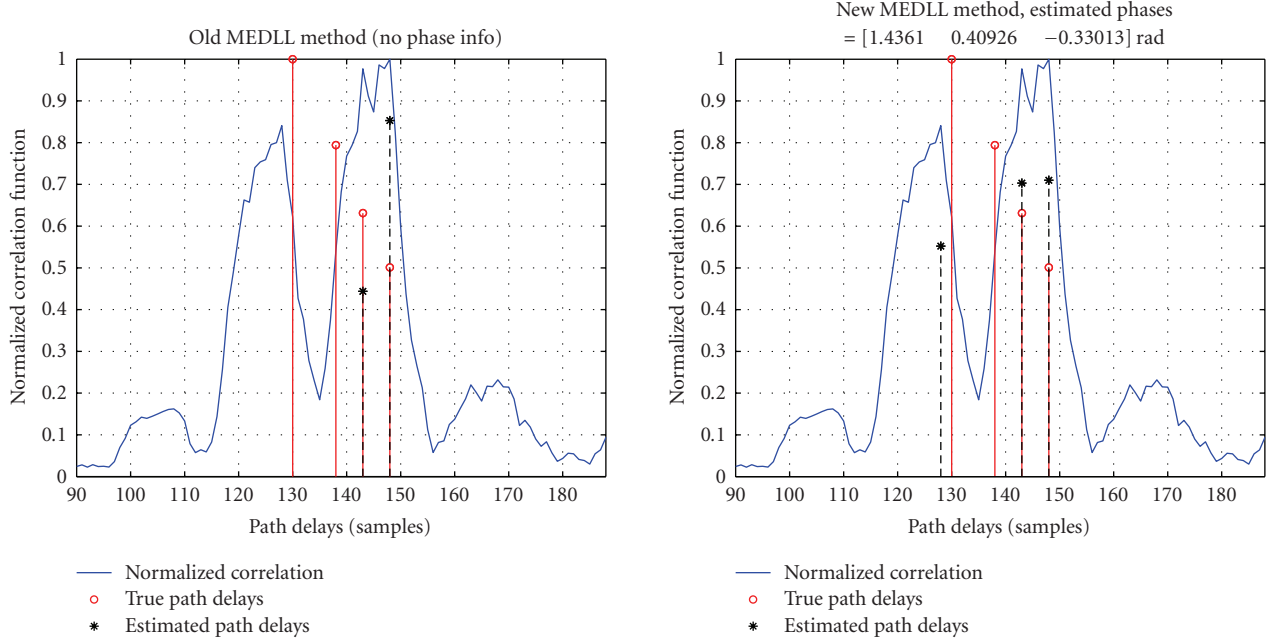 Old MEDLL method (no phase info)
Normalized correlation function
1
0.9
0.8
0.7
0.6
0.5
0.4
0.3
0.2
0.1
0
90 100 110 120 130 140 150 160 170 180
Path delays (samples)
Normalized correlation
True path delays
Estimated path delays
New MEDLL method, estimated phases
= [1.4361 0.40926 −0.33013] rad
Normalized correlation function
1
0.9
0.8
0.7
0.6
0.5
0.4
0.3
0.2
0.1
0
90 100 110 120 130 140 150 160 170 180
Path delays (samples)
Normalized correlation
True path delays
Estimated path delays